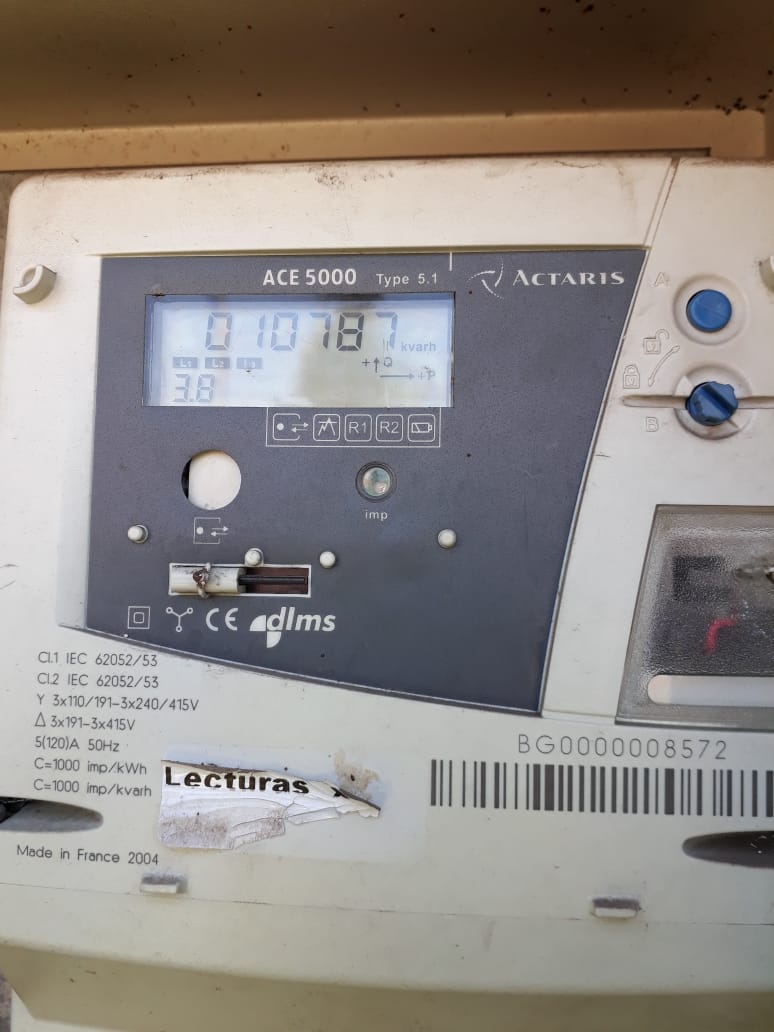 ACE 5000 Type 5.1 ACTARIS
010787 kvarh
L1 L2 L3 +Q
3.8 +P
R1 R2
A
B
imp
CE dlms
Cl.1 IEC 62052/53
Cl.2 IEC 62052/53
Y 3x110/191-3x240/415V
Δ 3x191-3x415V
5(120)A 50Hz
C=1000 imp/kWh
C=1000 imp/kvarh
Lecturas
BG0000008572
Made in France 2004